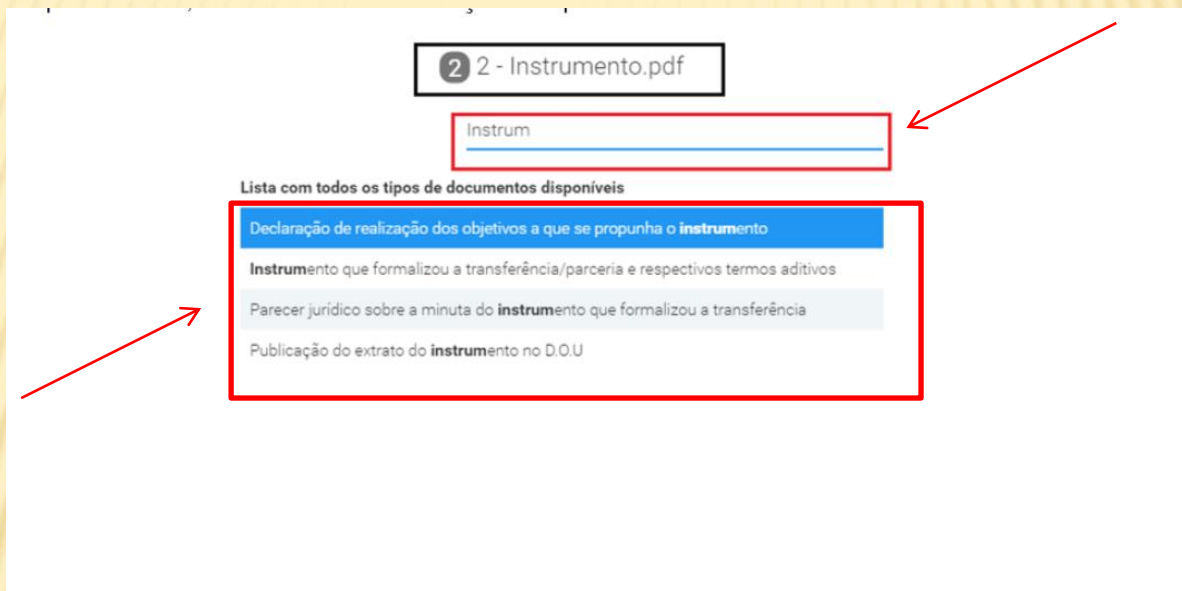 2 2 - Instrumento.pdf
Instrum
Lista com todos os tipos de documentos disponíveis
Declaração de realização dos objetivos a que se propunha o instrumento
Instrumento que formalizou a transferência/parceria e respectivos termos aditivos
Parecer jurídico sobre a minuta do instrumento que formalizou a transferência
Publicação do extrato do instrumento no D.O.U